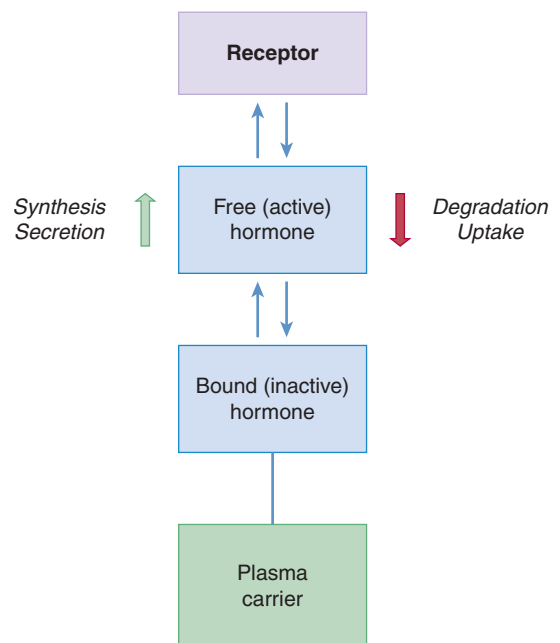 Receptor
Synthesis
Secretion
Free (active)
hormone
Degradation
Uptake
Bound (inactive)
hormone
Plasma
carrier